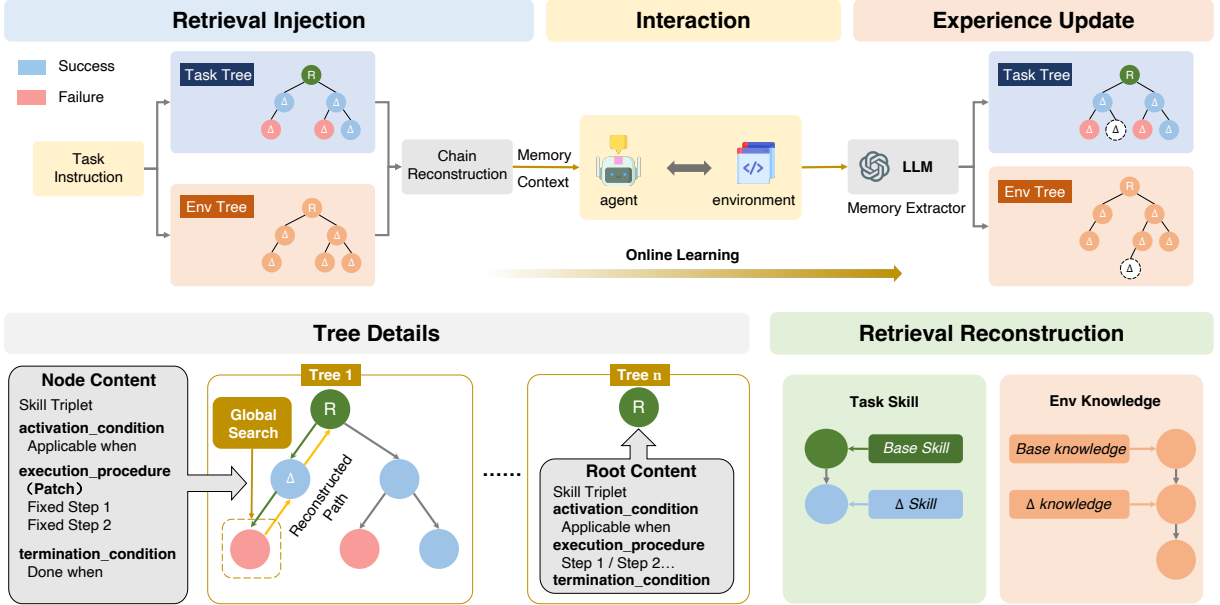 Retrieval Injection
Interaction
Experience Update
Success
Failure
Task
Instruction
Task Tree
R
Δ
Δ
Δ
Δ
Δ
Env Tree
R
Δ
Δ
Δ
Δ
Δ
Chain
Reconstruction
Memory
Context
</>
agent
environment
LLM
Memory Extractor
Task Tree
R
Δ
Δ
Δ
Δ
Δ
Δ
Env Tree
R
Δ
Δ
Δ
Δ
Δ
Δ
Online Learning
Tree Details
Retrieval Reconstruction
Node Content
Skill Triplet
activation_condition
Applicable when
execution_procedure
(Patch)
Fixed Step 1
Fixed Step 2
termination_condition
Done when
Tree 1
Global
Search
R
Δ
Reconstructed
Path
......
Tree n
R
Root Content
Skill Triplet
activation_condition
Applicable when
execution_procedure
Step 1 / Step 2...
termination_condition
Task Skill
Base Skill
Δ Skill
Env Knowledge
Base knowledge
Δ knowledge